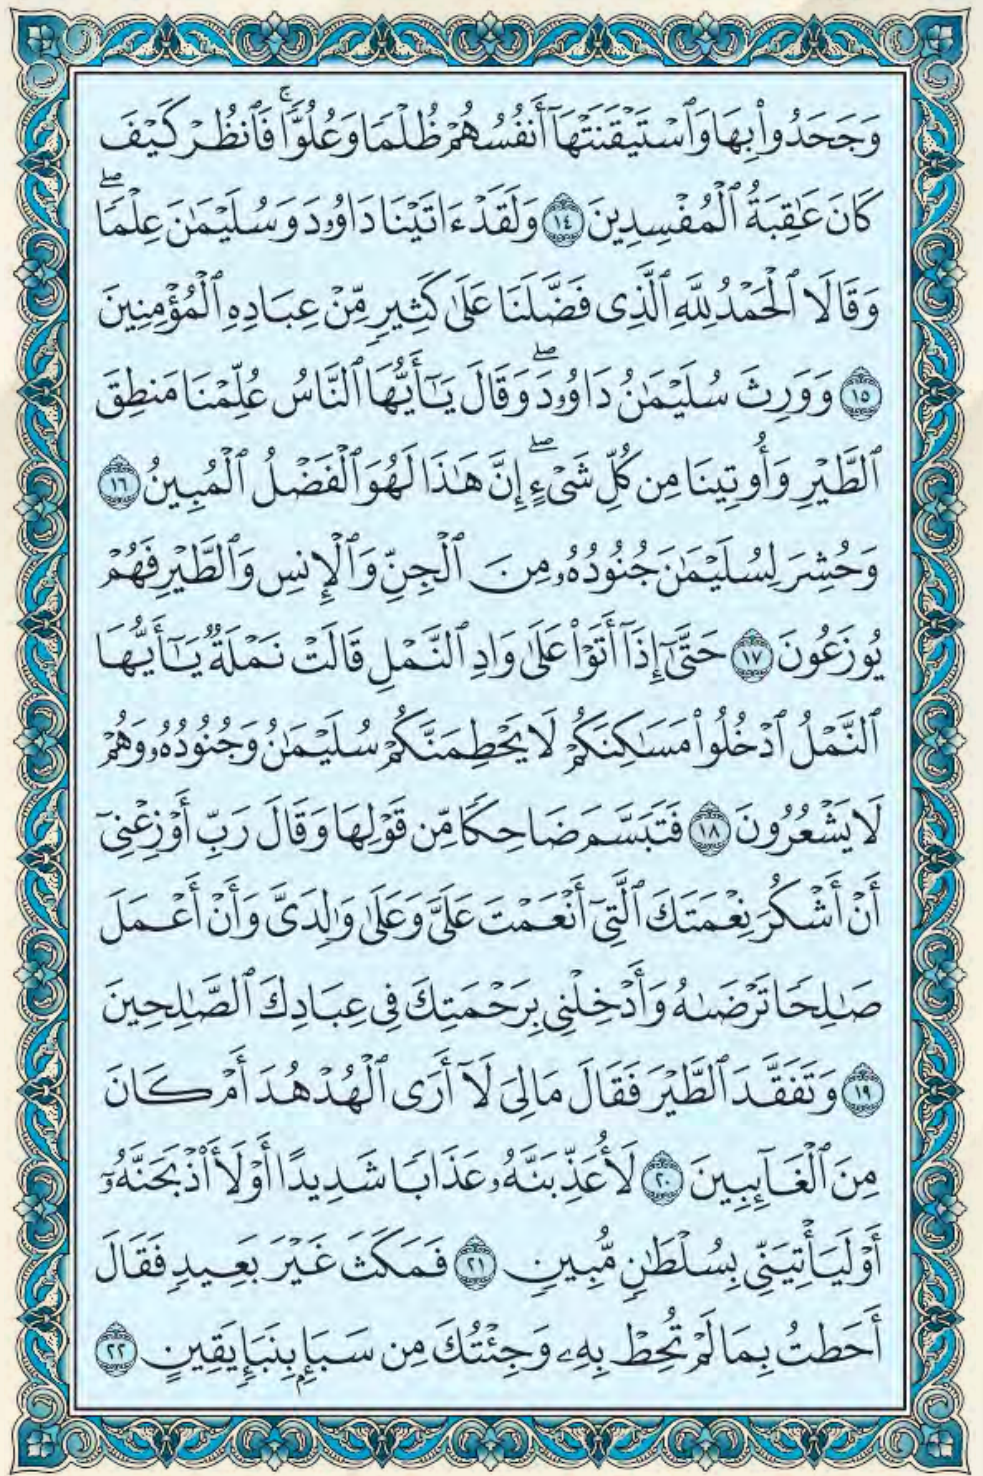 وَجَحَدُوا۟ بِهَا وَٱسْتَيْقَنَتْهَآ أَنفُسُهُمْ ظُلْمًا وَعُلُوًّا ۚ فَٱنظُرْ كَيْفَ
كَانَ عَٰقِبَةُ ٱلْمُفْسِدِينَ ١٤ وَلَقَدْ ءَاتَيْنَا دَاوُۥدَ وَسُلَيْمَٰنَ عِلْمًا ۖ
وَقَالَا ٱلْحَمْدُ لِلَّهِ ٱلَّذِى فَضَّلَنَا عَلَىٰ كَثِيرٍ مِّنْ عِبَادِهِ ٱلْمُؤْمِنِينَ
١٥ وَوَرِثَ سُلَيْمَٰنُ دَاوُۥدَ ۖ وَقَالَ يَٰٓأَيُّهَا ٱلنَّاسُ عُلِّمْنَا مَنطِقَ
ٱلطَّيْرِ وَأُوتِينَا مِن كُلِّ شَىْءٍ ۖ إِنَّ هَٰذَا لَهُوَ ٱلْفَضْلُ ٱلْمُبِينُ ١٦
وَحُشِرَ لِسُلَيْمَٰنَ جُنُودُهُۥ مِنَ ٱلْجِنِّ وَٱلْإِنسِ وَٱلطَّيْرِ فَهُمْ
يُوزَعُونَ ١٧ حَتَّىٰٓ إِذَآ أَتَوْا۟ عَلَىٰ وَادِ ٱلنَّمْلِ قَالَتْ نَمْلَةٌ يَٰٓأَيُّهَا
ٱلنَّمْلُ ٱدْخُلُوا۟ مَسَٰكِنَكُمْ لَا يَحْطِمَنَّكُمْ سُلَيْمَٰنُ وَجُنُودُهُۥ وَهُمْ
لَا يَشْعُرُونَ ١٨ فَتَبَسَّمَ ضَاحِكًا مِّن قَوْلِهَا وَقَالَ رَبِّ أَوْزِعْنِىٓ
أَنْ أَشْكُرَ نِعْمَتَكَ ٱلَّتِىٓ أَنْعَمْتَ عَلَىَّ وَعَلَىٰ وَٰلِدَىَّ وَأَنْ أَعْمَلَ
صَٰلِحًا تَرْضَىٰهُ وَأَدْخِلْنِى بِرَحْمَتِكَ فِى عِبَادِكَ ٱلصَّٰلِحِينَ
١٩ وَتَفَقَّدَ ٱلطَّيْرَ فَقَالَ مَا لِىَ لَآ أَرَى ٱلْهُدْهُدَ أَمْ كَانَ
مِنَ ٱلْغَآئِبِينَ ٢٠ لَأُعَذِّبَنَّهُۥ عَذَابًا شَدِيدًا أَوْ لَأَا۟ذْبَحَنَّهُۥٓ
أَوْ لَيَأْتِيَنِّى بِسُلْطَٰنٍ مُّبِينٍ ٢١ فَمَكَثَ غَيْرَ بَعِيدٍ فَقَالَ
أَحَطتُ بِمَا لَمْ تُحِطْ بِهِۦ وَجِئْتُكَ مِن سَبَإٍۭ بِنَبَإٍ يَقِينٍ ٢٢